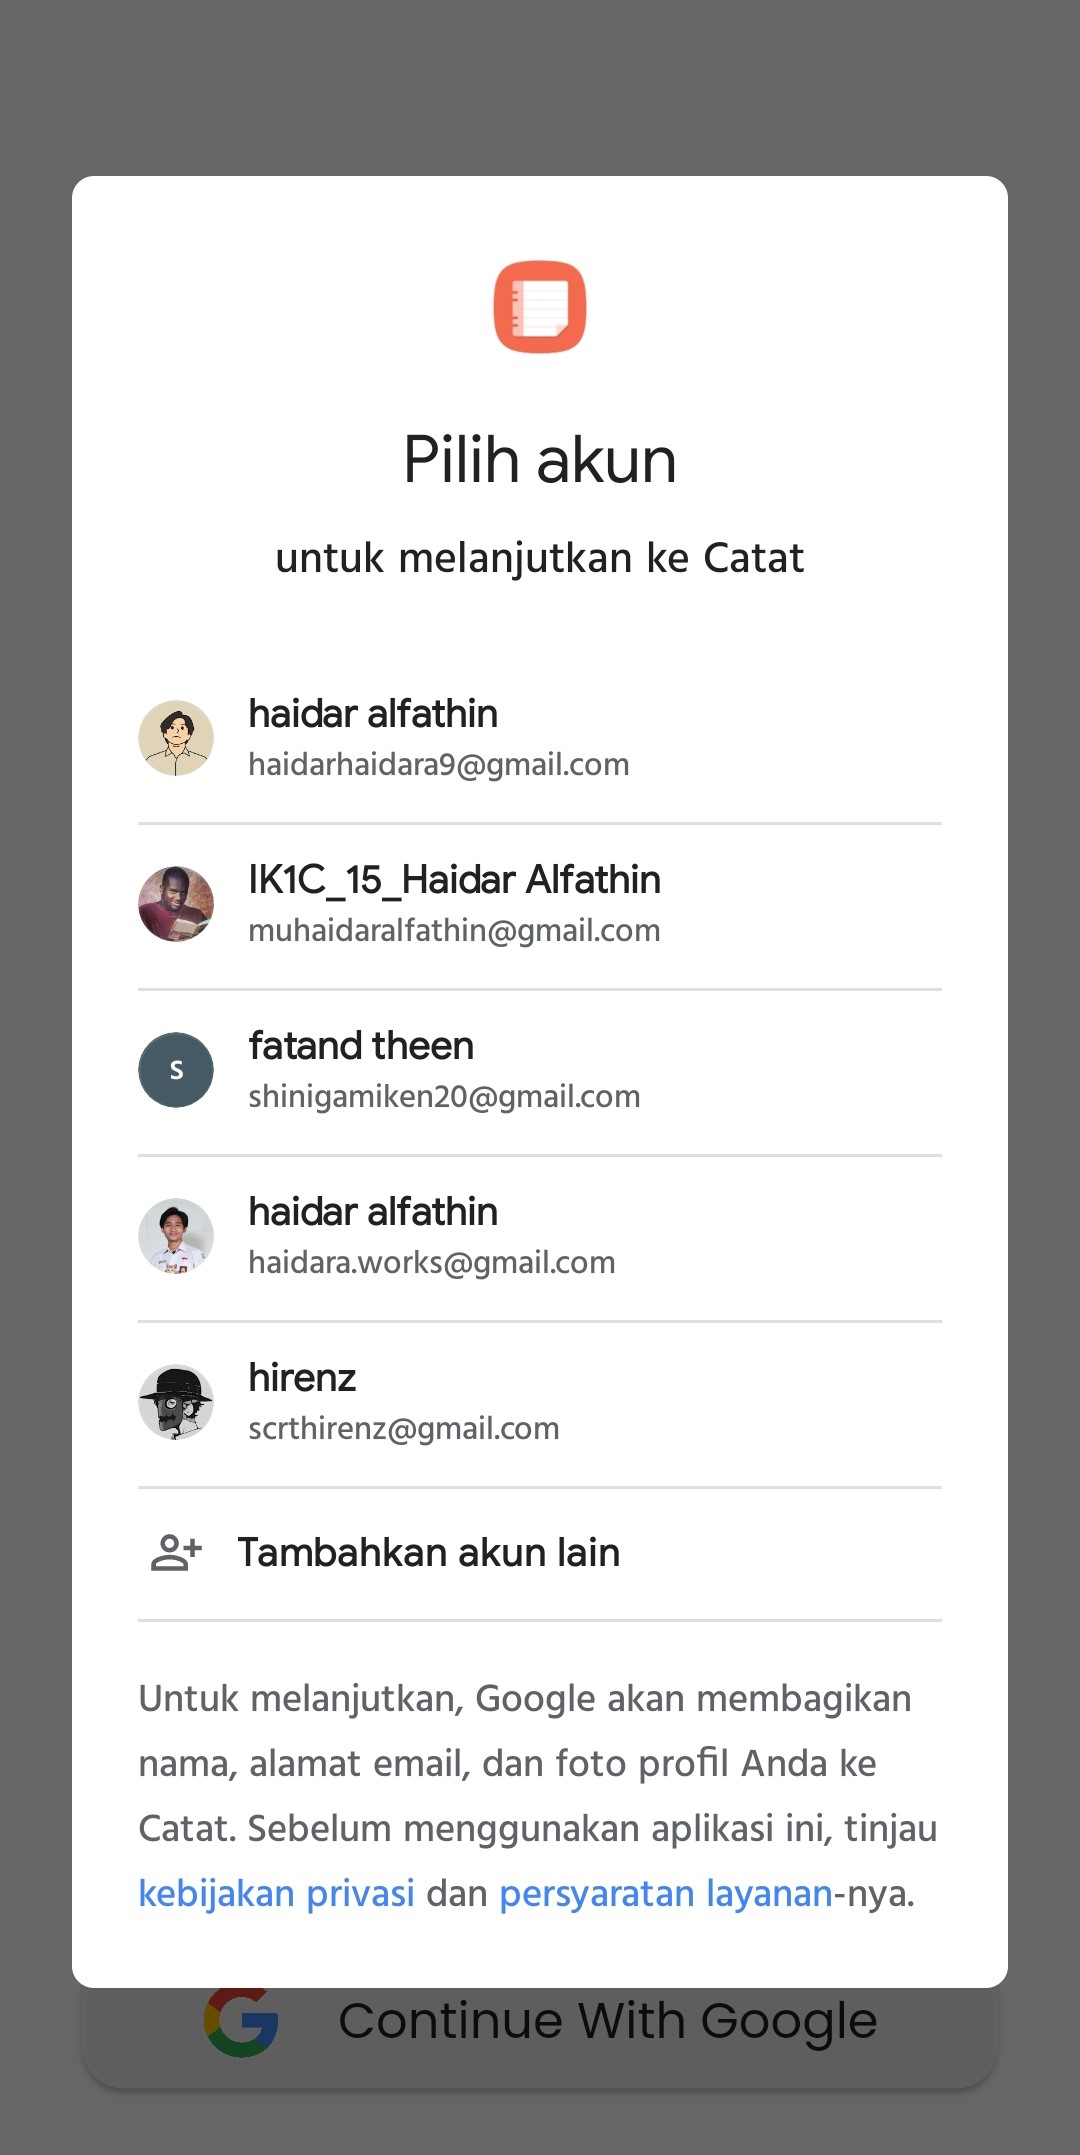 Pilih akun
untuk melanjutkan ke Catat
haidar alfathin
haidarhaidara9@gmail.com
IK1C_15_Haidar Alfathin
muhaidaralfathin@gmail.com
S
fatand theen
shinigamiken20@gmail.com
haidar alfathin
haidara.works@gmail.com
hirenz
scrthirenz@gmail.com
Tambahkan akun lain
Untuk melanjutkan, Google akan membagikan
nama, alamat email, dan foto profil Anda ke
Catat. Sebelum menggunakan aplikasi ini, tinjau
kebijakan privasi dan persyaratan layanan-nya.
Continue With Google